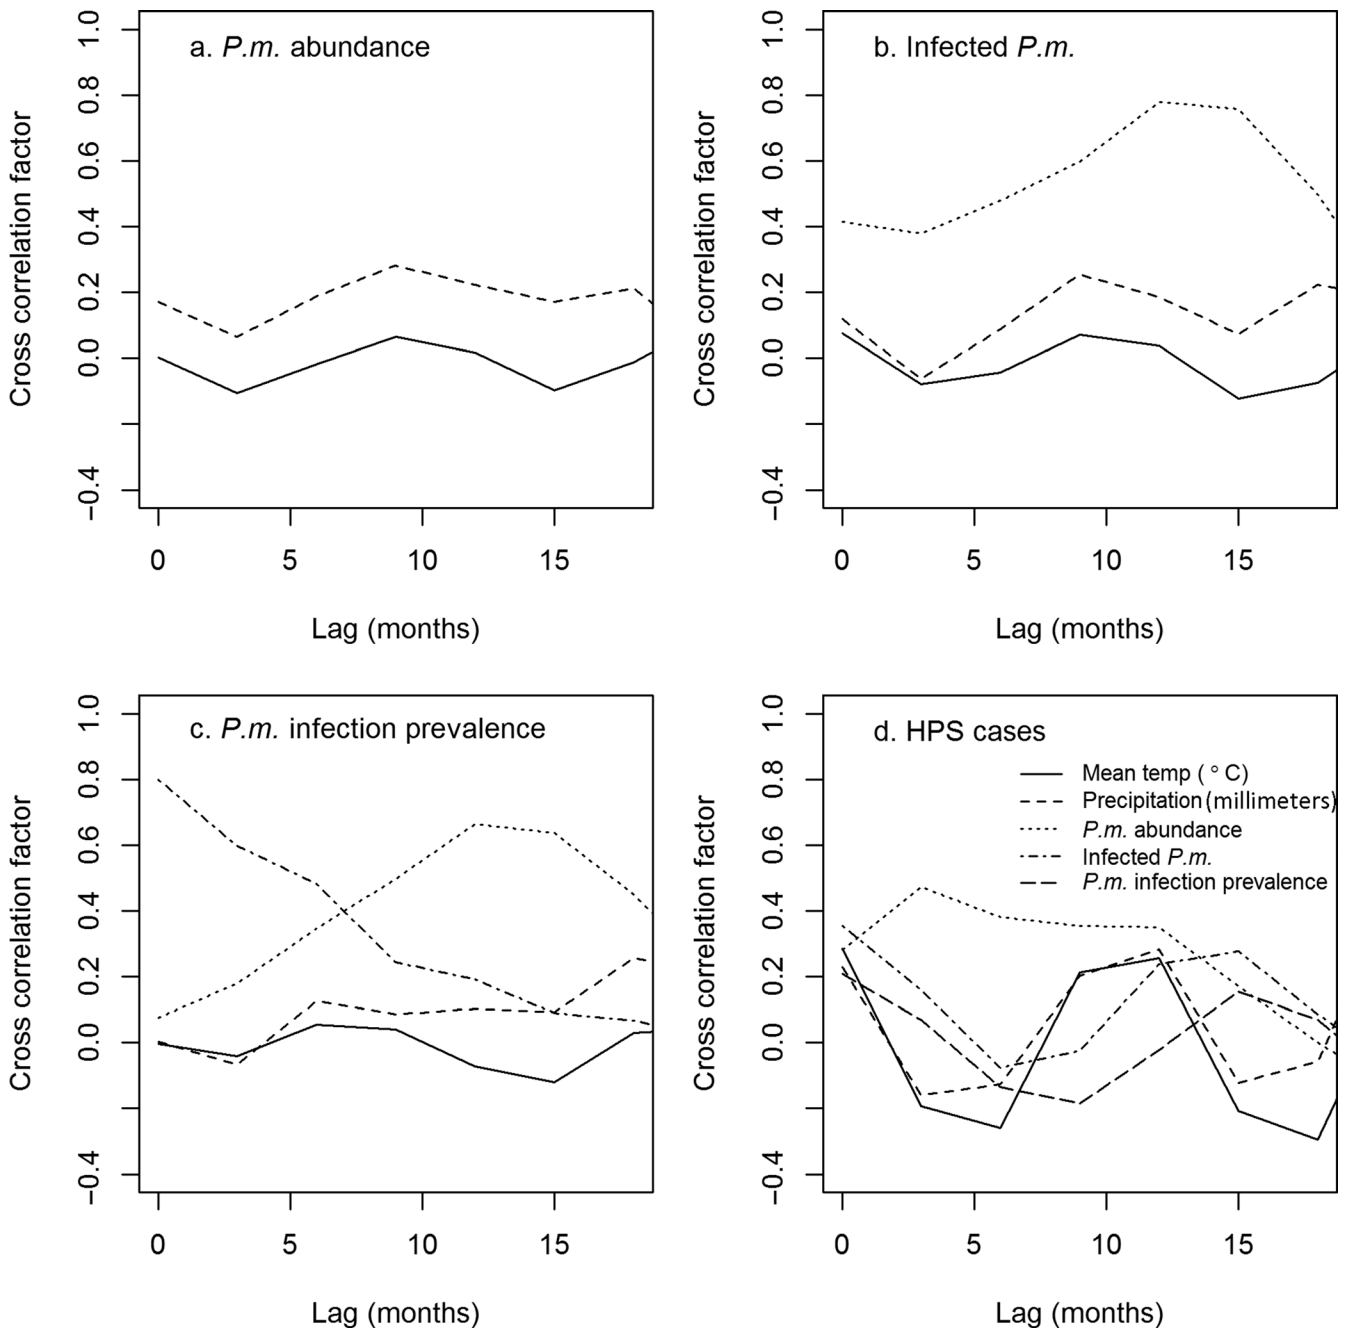 a. P.m. abundance
Cross correlation factor
1.0
0.8
0.6
0.4
0.2
0.0
−0.4
0 5 10 15
Lag (months)
b. Infected P.m.
Cross correlation factor
1.0
0.8
0.6
0.4
0.2
0.0
−0.4
0 5 10 15
Lag (months)
c. P.m. infection prevalence
Cross correlation factor
1.0
0.8
0.6
0.4
0.2
0.0
−0.4
0 5 10 15
Lag (months)
d. HPS cases
Mean temp (°C)
Precipitation (millimeters)
P.m. abundance
Infected P.m.
P.m. infection prevalence
Cross correlation factor
1.0
0.8
0.6
0.4
0.2
0.0
−0.4
0 5 10 15
Lag (months)